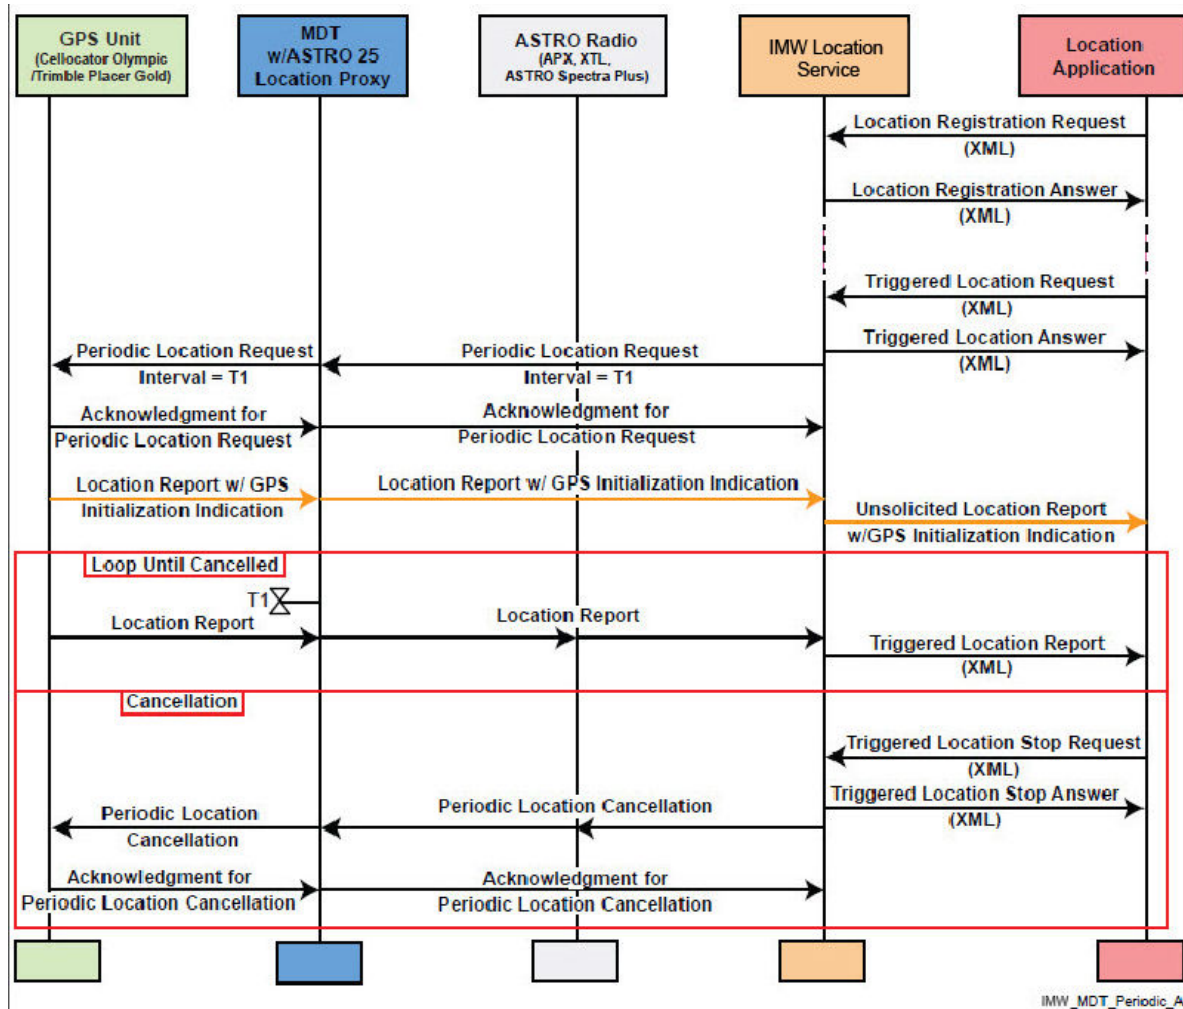 GPS Unit
(Cellocator Olympic
/Trimble Placer Gold)
MDT
w/ASTRO 25
Location Proxy
ASTRO Radio
(APX, XTL,
ASTRO Spectra Plus)
IMW Location
Service
Location
Application
Location Registration Request
(XML)
Location Registration Answer
(XML)
Triggered Location Request
(XML)
Triggered Location Answer
(XML)
Periodic Location Request
Interval = T1
Periodic Location Request
Interval = T1
Acknowledgment for
Periodic Location Request
Acknowledgment for
Periodic Location Request
Location Report w/ GPS
Initialization Indication
Location Report w/ GPS Initialization Indication
Unsolicited Location Report
w/GPS Initialization Indication
Loop Until Cancelled
T1
Location Report
Location Report
Triggered Location Report
(XML)
Cancellation
Triggered Location Stop Request
(XML)
Triggered Location Stop Answer
(XML)
Periodic Location
Cancellation
Periodic Location Cancellation
Acknowledgment for
Periodic Location Cancellation
Acknowledgment for
Periodic Location Cancellation
IMW_MDT_Periodic_A